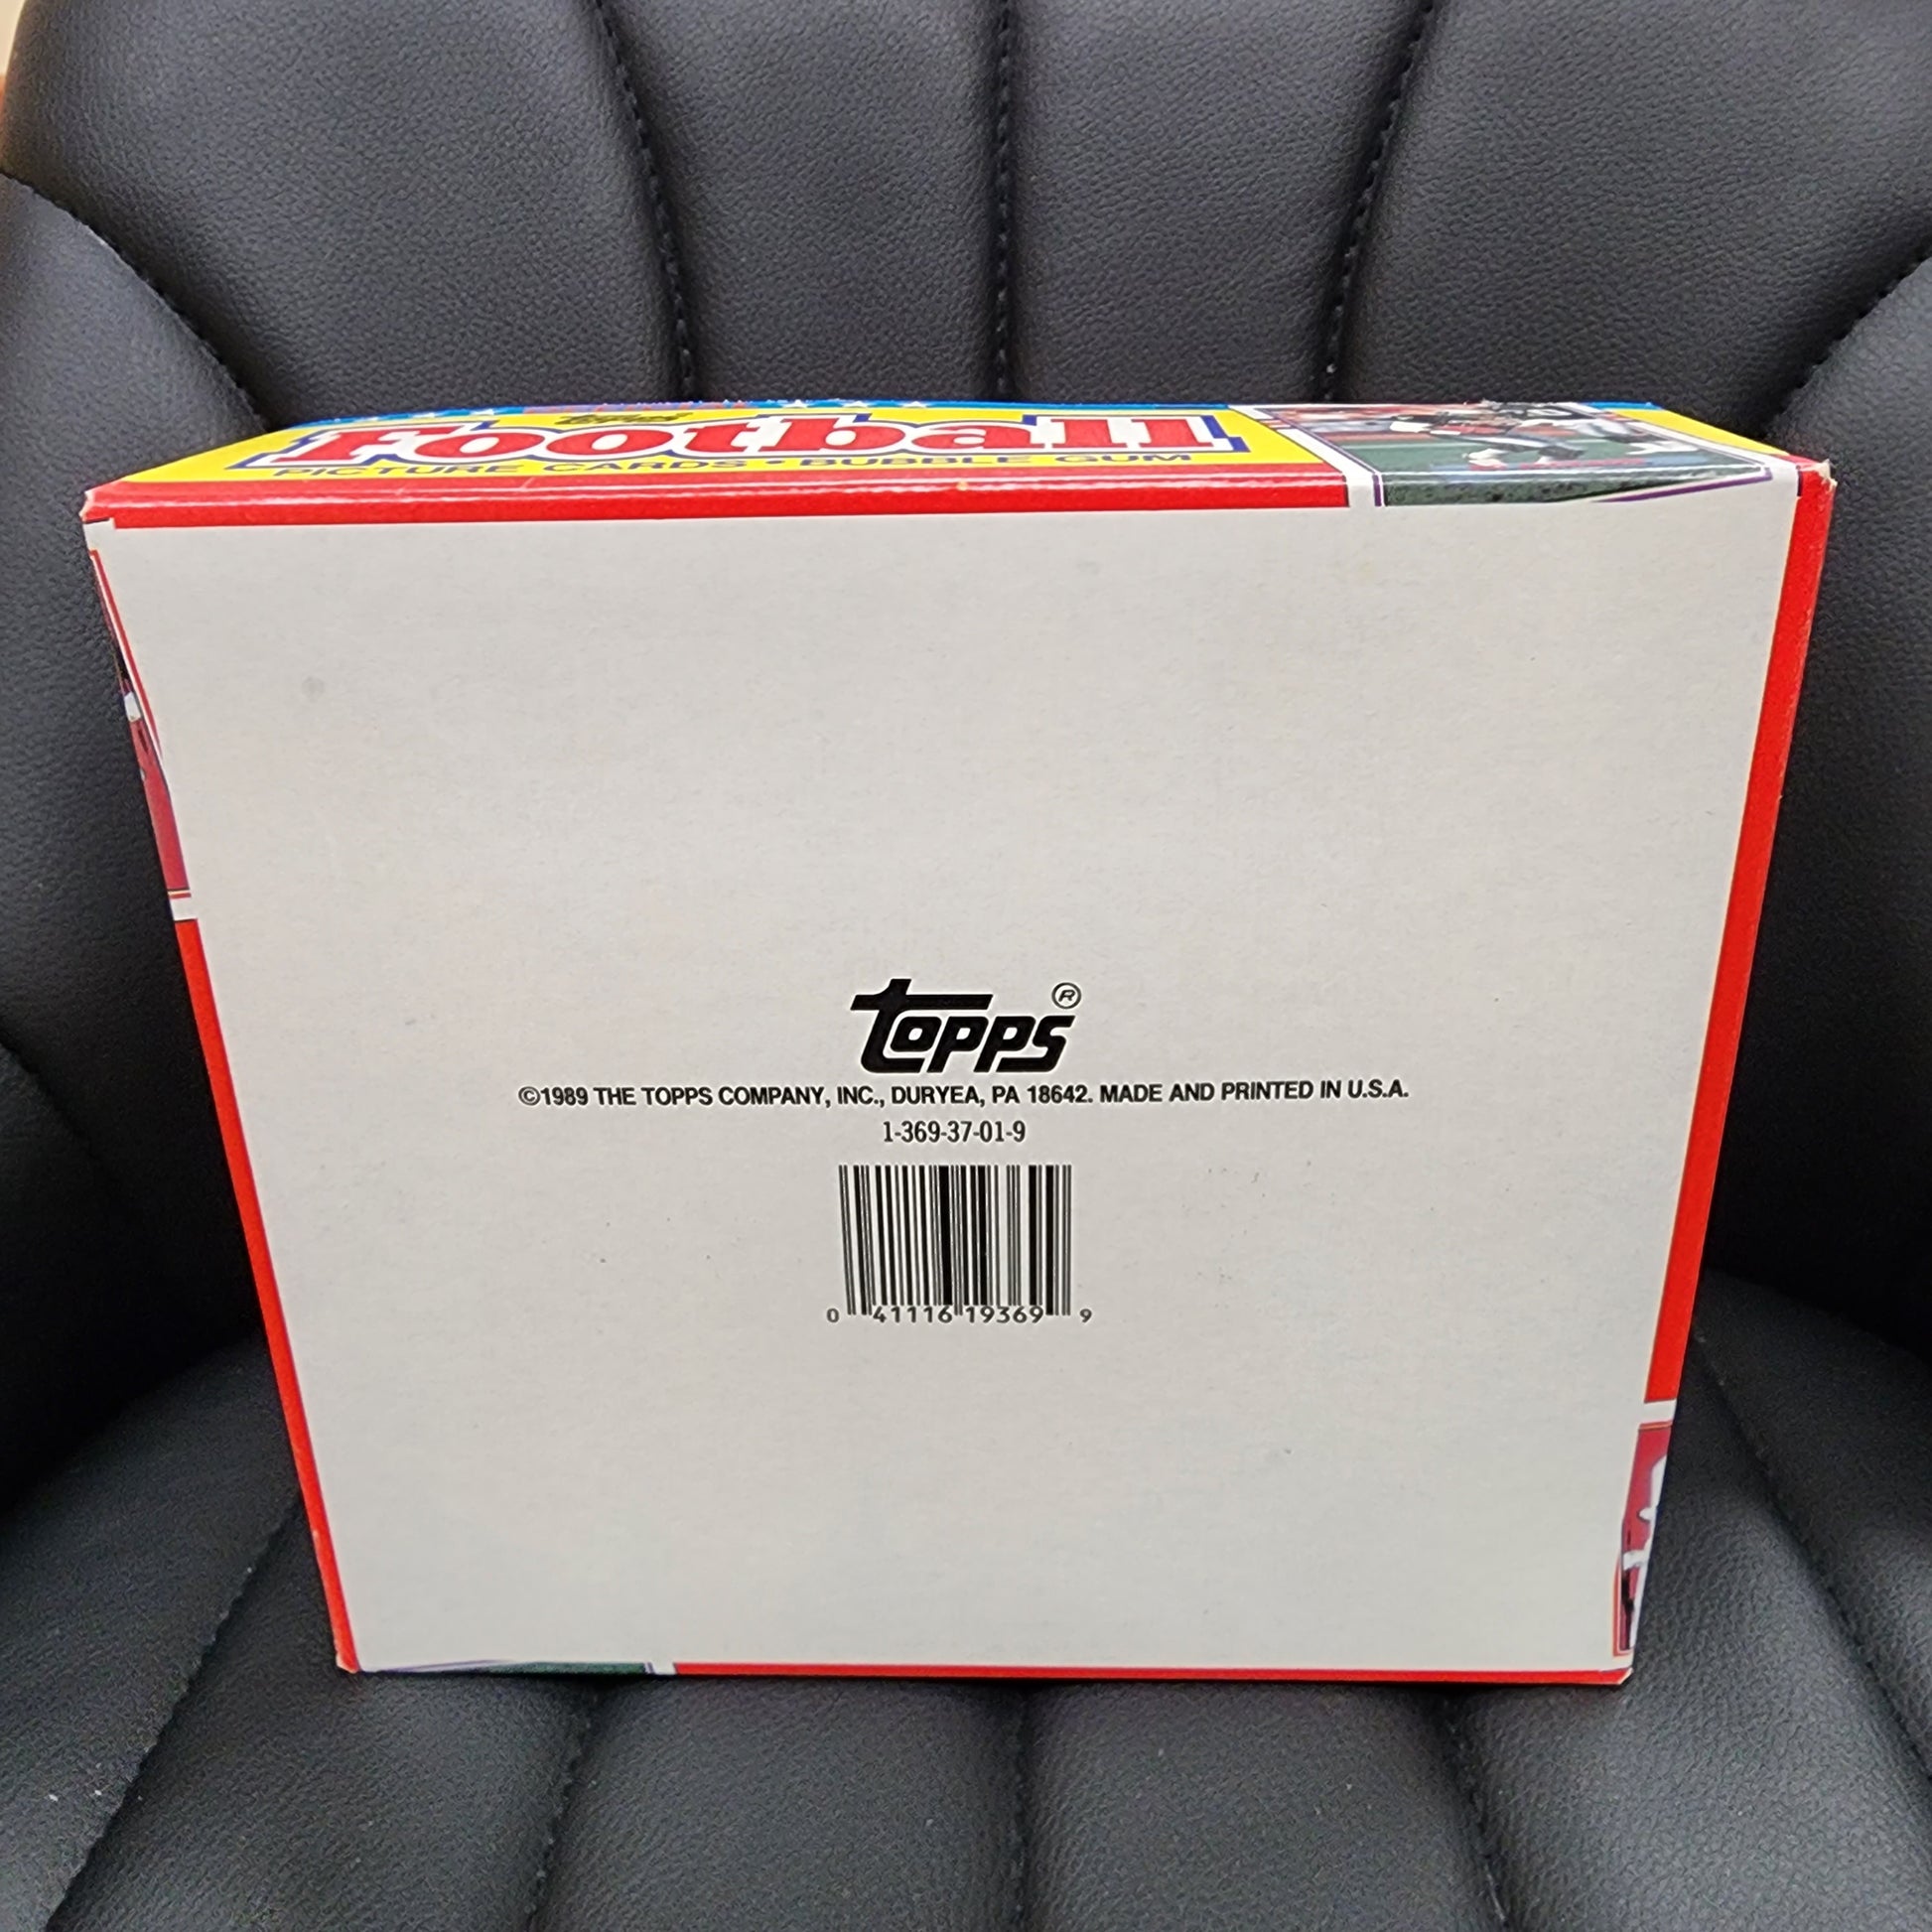 topps
Football
PICTURE CARDS • BUBBLE GUM
topps®
©1989 THE TOPPS COMPANY, INC., DURYEA, PA 18642. MADE AND PRINTED IN U.S.A.
1-369-37-01-9
0 41116 19369 9